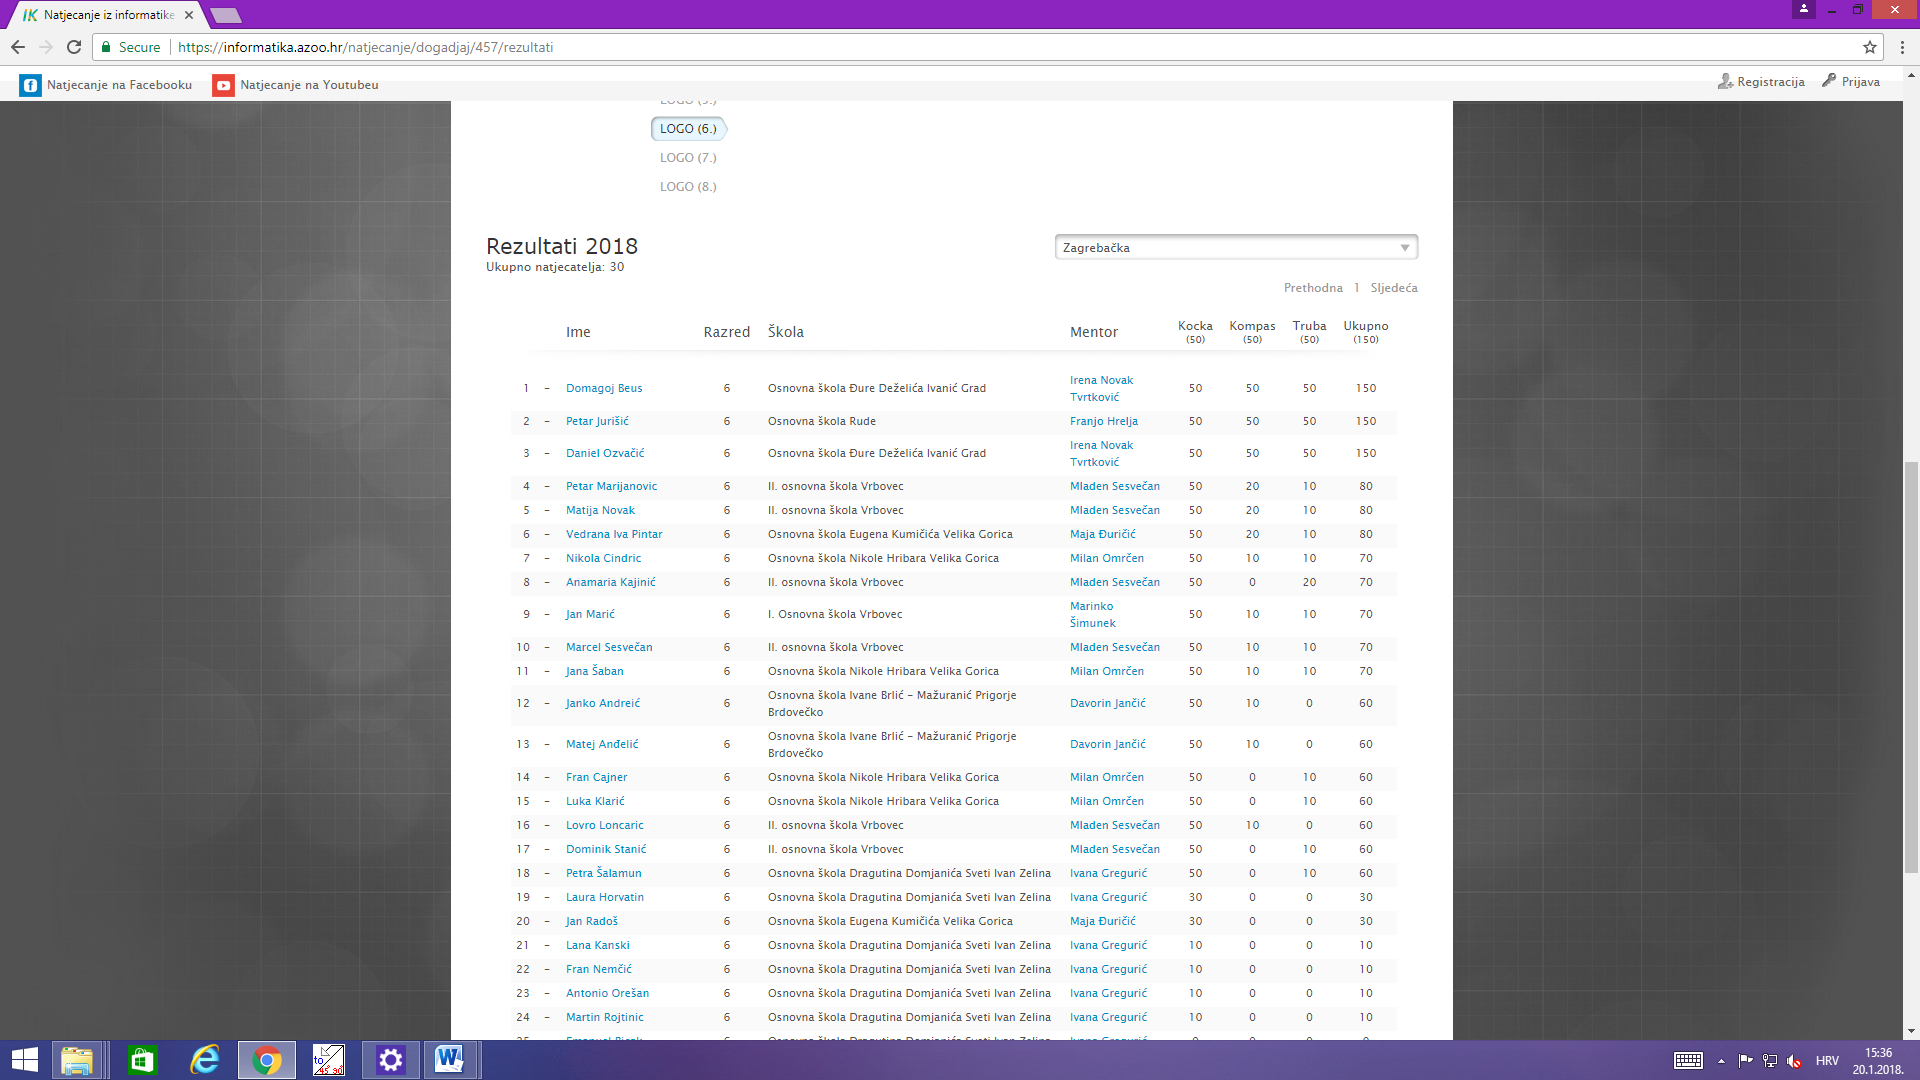 Natjecanje iz informatike
Secure
https://informatika.azoo.hr/natjecanje/dogadjaj/457/rezultati
Natjecanje na Facebooku Natjecanje na Youtubeu Registracija Prijava
LOGO (5.)
LOGO (6.)
LOGO (7.)
LOGO (8.)
Rezultati 2018
Ukupno natjecatelja: 30
Zagrebačka
Prethodna 1 Sljedeća
Ime Razred Škola Mentor Kocka (50) Kompas (50) Truba (50) Ukupno (150)
1 – Domagoj Beus 6 Osnovna škola Đure Deželića Ivanić Grad Irena Novak Tvrtković 50 50 50 150
2 – Petar Jurišić 6 Osnovna škola Rude Franjo Hrelja 50 50 50 150
3 – Daniel Ozvačić 6 Osnovna škola Đure Deželića Ivanić Grad Irena Novak Tvrtković 50 50 50 150
4 – Petar Marijanovic 6 II. osnovna škola Vrbovec Mladen Sesvečan 50 20 10 80
5 – Matija Novak 6 II. osnovna škola Vrbovec Mladen Sesvečan 50 20 10 80
6 – Vedrana Iva Pintar 6 Osnovna škola Eugena Kumičića Velika Gorica Maja Đuričić 50 20 10 80
7 – Nikola Cindric 6 Osnovna škola Nikole Hribara Velika Gorica Milan Omrčen 50 10 10 70
8 – Anamaria Kajinić 6 II. osnovna škola Vrbovec Mladen Sesvečan 50 0 20 70
9 – Jan Marić 6 I. Osnovna škola Vrbovec Marinko Šimunek 50 10 10 70
10 – Marcel Sesvečan 6 II. osnovna škola Vrbovec Mladen Sesvečan 50 10 10 70
11 – Jana Šaban 6 Osnovna škola Nikole Hribara Velika Gorica Milan Omrčen 50 10 10 70
12 – Janko Andreić 6 Osnovna škola Ivane Brlić – Mažuranić Prigorje Brdovečko Davorin Jančić 50 10 0 60
13 – Matej Anđelić 6 Osnovna škola Ivane Brlić – Mažuranić Prigorje Brdovečko Davorin Jančić 50 10 0 60
14 – Fran Cajner 6 Osnovna škola Nikole Hribara Velika Gorica Milan Omrčen 50 0 10 60
15 – Luka Klarić 6 Osnovna škola Nikole Hribara Velika Gorica Milan Omrčen 50 0 10 60
16 – Lovro Loncaric 6 II. osnovna škola Vrbovec Mladen Sesvečan 50 10 0 60
17 – Dominik Stanić 6 II. osnovna škola Vrbovec Mladen Sesvečan 50 0 10 60
18 – Petra Šalamun 6 Osnovna škola Dragutina Domjanića Sveti Ivan Zelina Ivana Gregurić 50 0 10 60
19 – Laura Horvatin 6 Osnovna škola Dragutina Domjanića Sveti Ivan Zelina Ivana Gregurić 30 0 0 30
20 – Jan Radoš 6 Osnovna škola Eugena Kumičića Velika Gorica Maja Đuričić 30 0 0 30
21 – Lana Kanski 6 Osnovna škola Dragutina Domjanića Sveti Ivan Zelina Ivana Gregurić 10 0 0 10
22 – Fran Nemčić 6 Osnovna škola Dragutina Domjanića Sveti Ivan Zelina Ivana Gregurić 10 0 0 10
23 – Antonio Orešan 6 Osnovna škola Dragutina Domjanića Sveti Ivan Zelina Ivana Gregurić 10 0 0 10
24 – Martin Rojtinic 6 Osnovna škola Dragutina Domjanića Sveti Ivan Zelina Ivana Gregurić 10 0 0 10
HRV
15:36
20.1.2018.